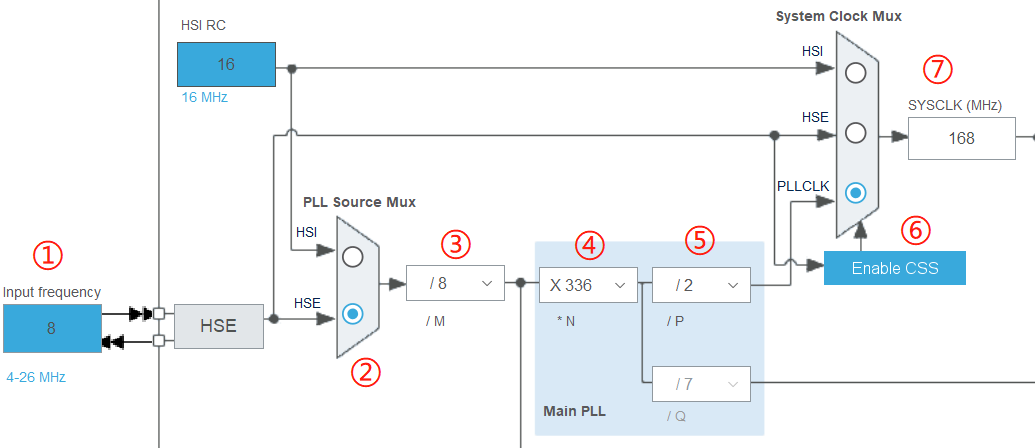 System Clock Mux
HSI RC
16
16 MHz
HSI
⑦
SYSCLK (MHz)
HSE
168
PLLCLK
PLL Source Mux
HSI
①
③
④
⑤
⑥
Enable CSS
/ 8
X 336
/ 2
Input frequency
HSE
8
HSE
/ M
* N
/ P
4-26 MHz
②
/ 7
Main PLL
/ Q